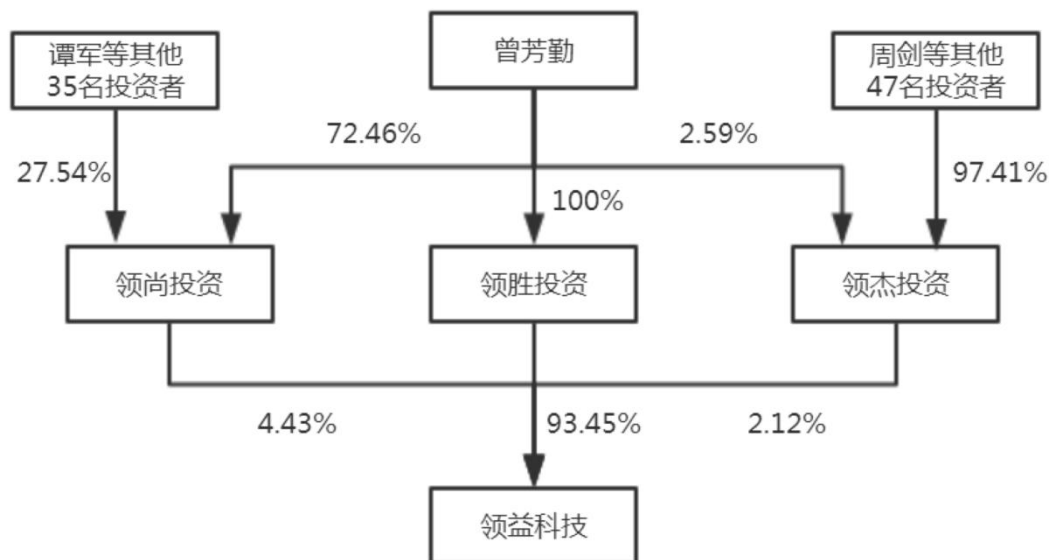 谭军等其他
35名投资者
曾芳勤
周剑等其他
47名投资者
72.46%
2.59%
27.54%
100%
97.41%
领尚投资
领胜投资
领杰投资
4.43%
93.45%
2.12%
领益科技